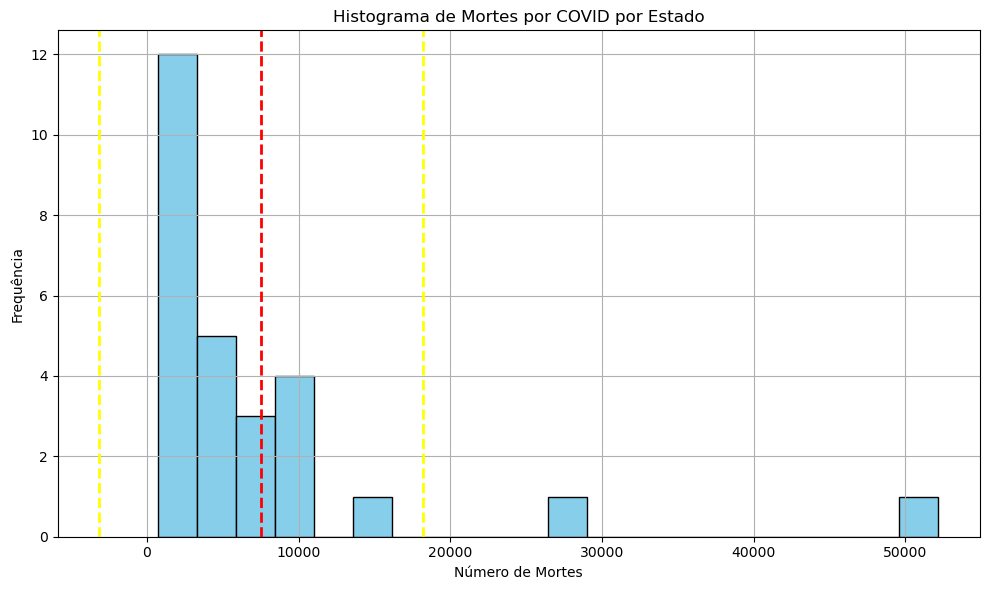 Histograma de Mortes por COVID por Estado
12
10
8
6
4
2
0
Frequência
0 10000 20000 30000 40000 50000
Número de Mortes